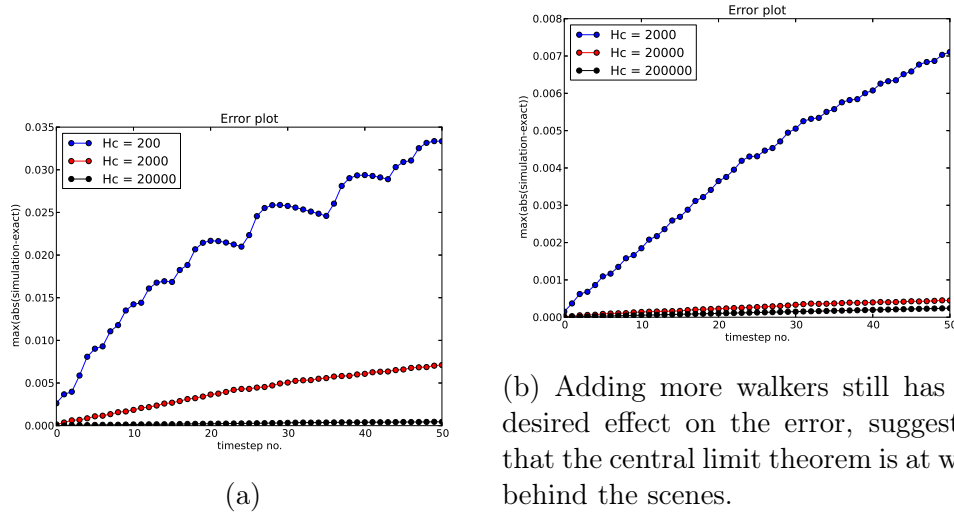 Error plot
Hc = 200
Hc = 2000
Hc = 20000
max(abs(simulation-exact))
0.035
0.030
0.025
0.020
0.015
0.010
0.005
0.000
0 10 20 30 40 50
timestep no.
(a)
Error plot
Hc = 2000
Hc = 20000
Hc = 200000
max(abs(simulation-exact))
0.008
0.007
0.006
0.005
0.004
0.003
0.002
0.001
0.000
0 10 20 30 40 50
timestep no.
(b) Adding more walkers still has
desired effect on the error, suggest
that the central limit theorem is at w
behind the scenes.